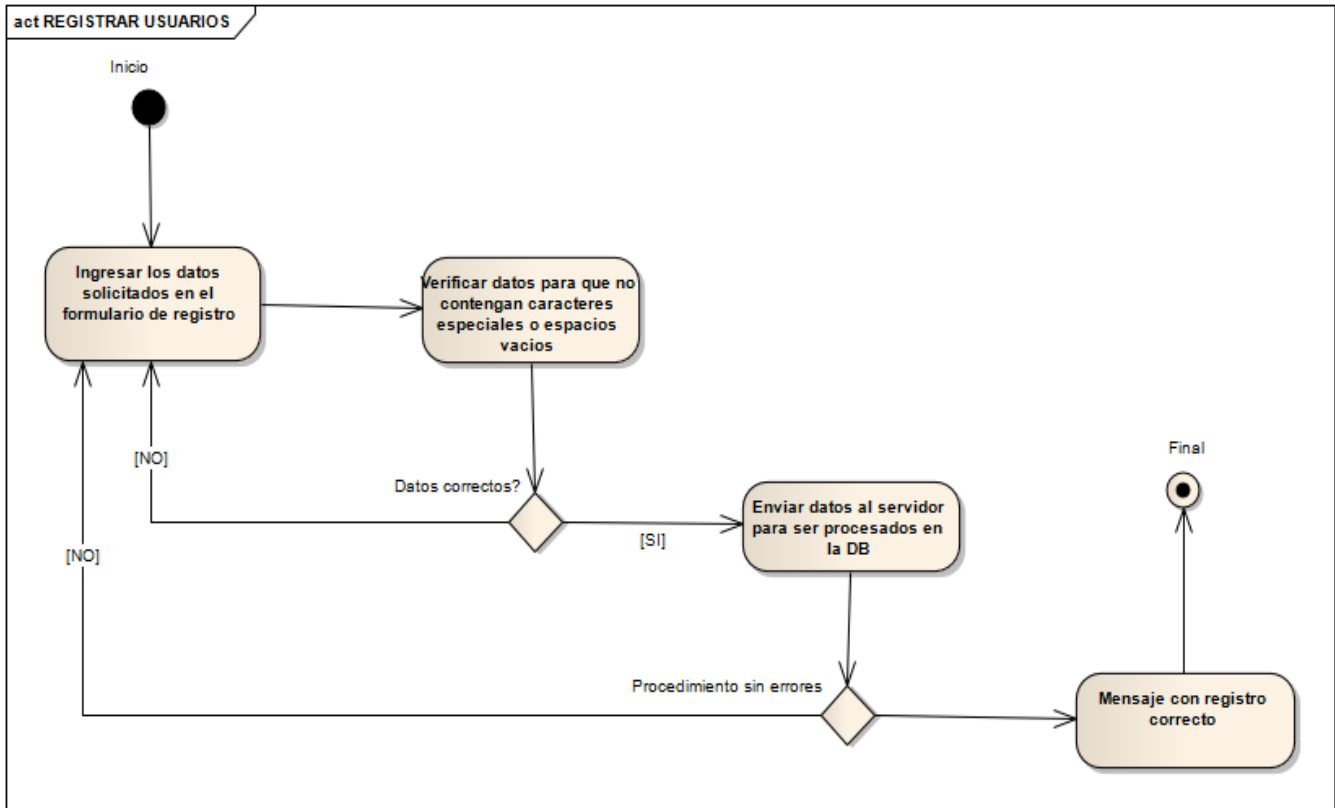 act REGISTRAR USUARIOS
Inicio
Ingresar los datos
solicitados en el
formulario de registro
Verificar datos para que no
contengan caracteres
especiales o espacios
vacios
[NO]
Datos correctos?
[SI]
Enviar datos al servidor
para ser procesados en
la DB
Final
[NO]
Procedimiento sin errores
Mensaje con registro
correcto